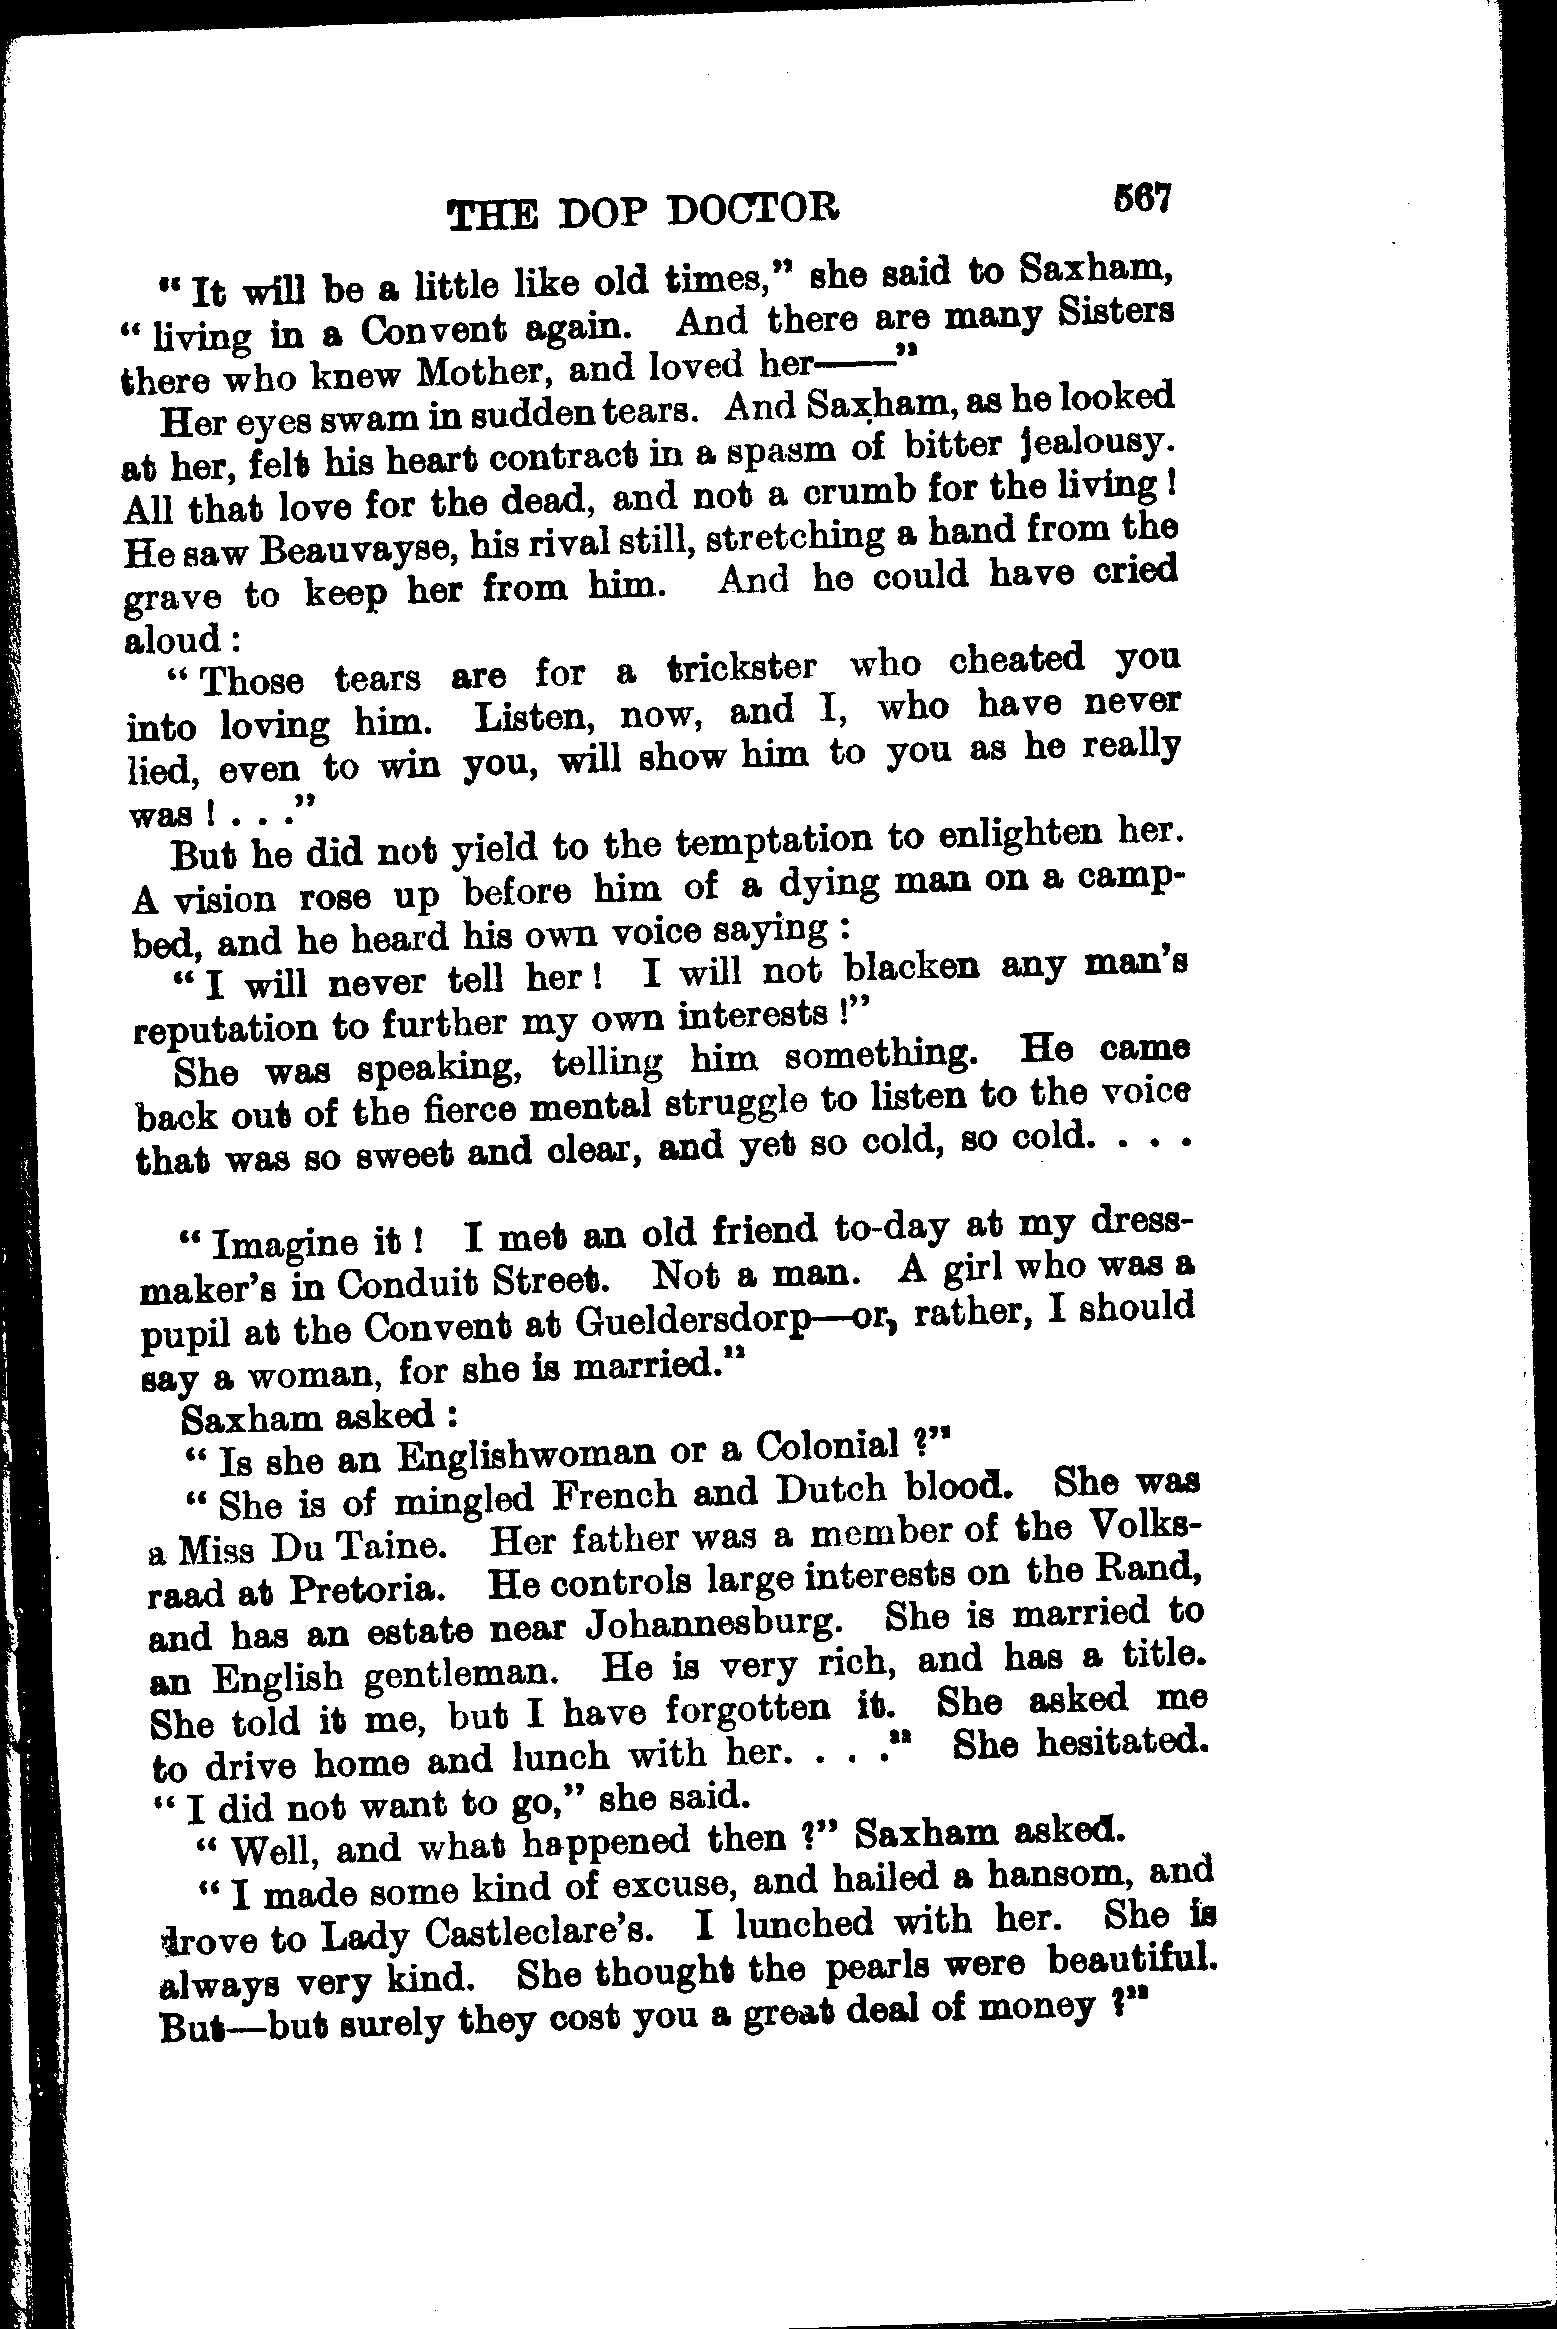 THE DOP DOCTOR 567
“ It will be a little like old times,” she said to Saxham,
“ living in a Convent again. And there are many Sisters
there who knew Mother, and loved her——”
Her eyes swam in sudden tears. And Saxham, as he looked
at her, felt his heart contract in a spasm of bitter jealousy.
All that love for the dead, and not a crumb for the living !
He saw Beauvayse, his rival still, stretching a hand from the
grave to keep her from him. And he could have cried
aloud :
“ Those tears are for a trickster who cheated you
into loving him. Listen, now, and I, who have never
lied, even to win you, will show him to you as he really
was ! . . .”
But he did not yield to the temptation to enlighten her.
A vision rose up before him of a dying man on a camp-
bed, and he heard his own voice saying :
“ I will never tell her ! I will not blacken any man’s
reputation to further my own interests !”
She was speaking, telling him something. He came
back out of the fierce mental struggle to listen to the voice
that was so sweet and clear, and yet so cold, so cold. . . .
“ Imagine it ! I met an old friend to-day at my dress-
maker’s in Conduit Street. Not a man. A girl who was a
pupil at the Convent at Gueldersdorp—or, rather, I should
say a woman, for she is married.”
Saxham asked :
“ Is she an Englishwoman or a Colonial ?”
“ She is of mingled French and Dutch blood. She was
a Miss Du Taine. Her father was a member of the Volks-
raad at Pretoria. He controls large interests on the Rand,
and has an estate near Johannesburg. She is married to
an English gentleman. He is very rich, and has a title.
She told it me, but I have forgotten it. She asked me
to drive home and lunch with her. . . .” She hesitated.
“ I did not want to go,” she said.
“ Well, and what happened then ?” Saxham asked.
“ I made some kind of excuse, and hailed a hansom, and
drove to Lady Castleclare’s. I lunched with her. She is
always very kind. She thought the pearls were beautiful.
But—but surely they cost you a great deal of money ?”